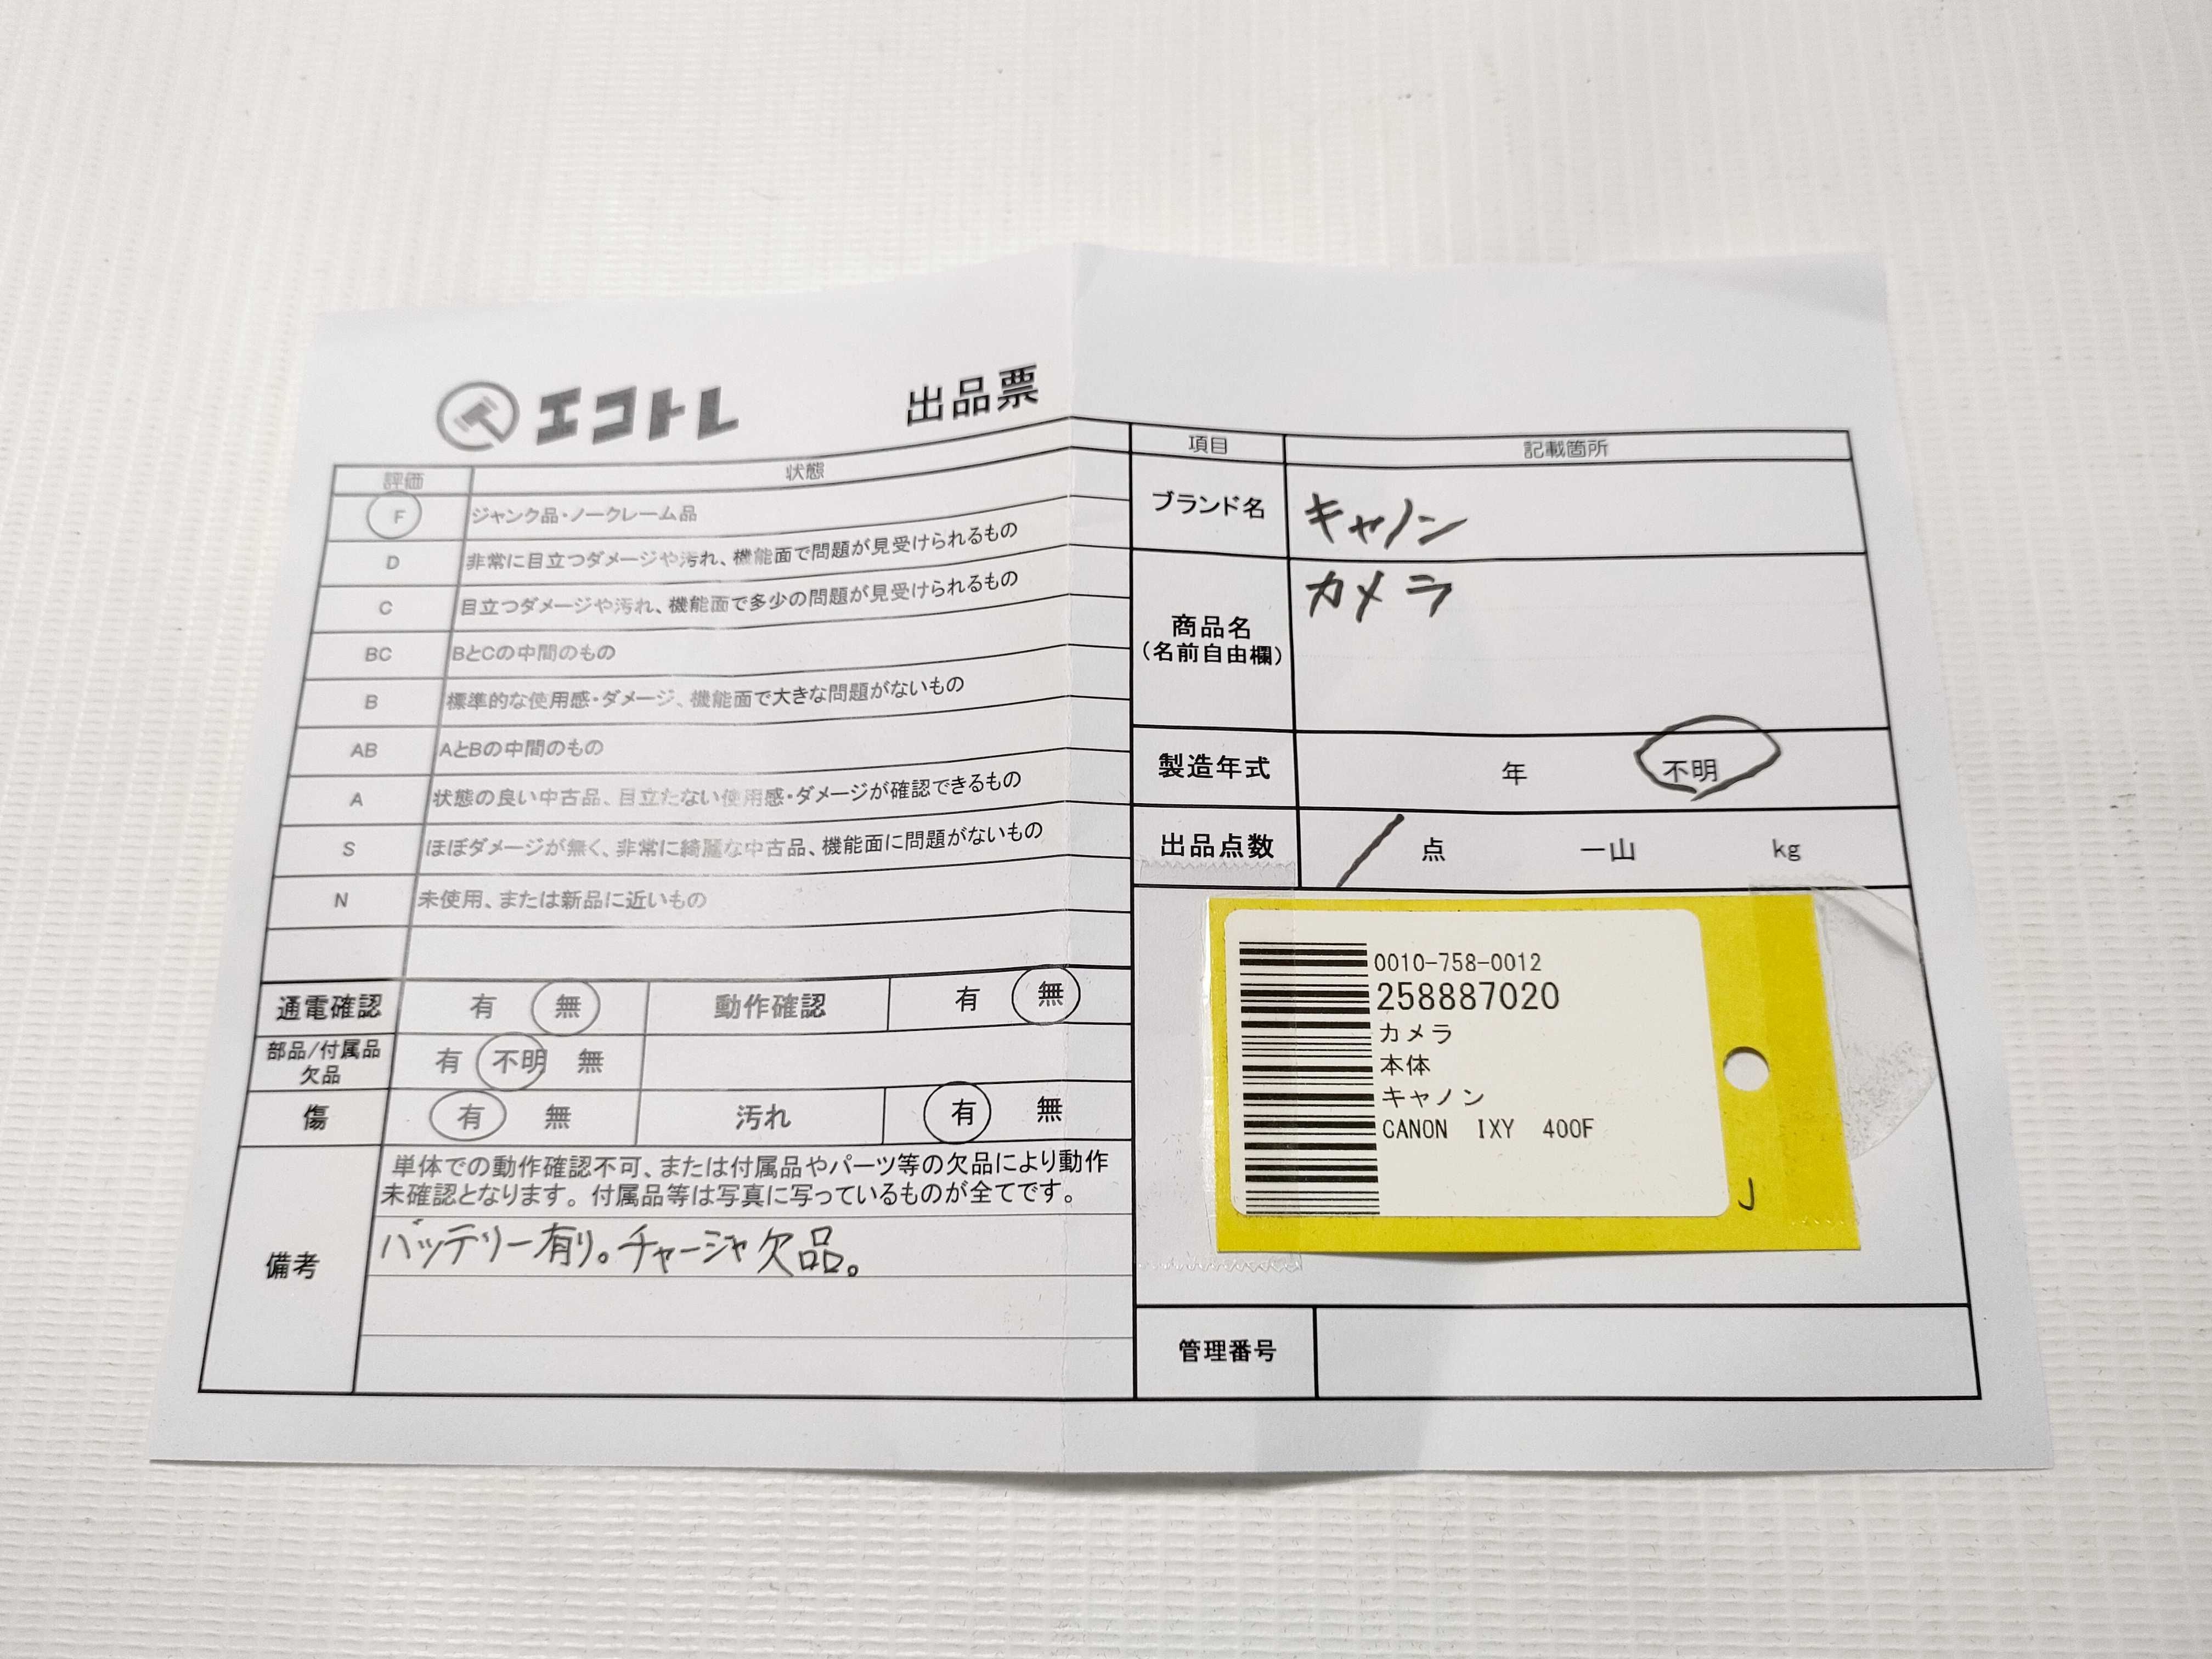 エコトレ 出品票
評価 状態
F ジャンク品・ノークレーム品
D 非常に目立つダメージや汚れ、機能面で問題が見受けられるもの
C 目立つダメージや汚れ、機能面で多少の問題が見受けられるもの
BC BとCの中間のもの
B 標準的な使用感・ダメージ、機能面で大きな問題がないもの
AB AとBの中間のもの
A 状態の良い中古品、目立たない使用感・ダメージが確認できるもの
S ほぼダメージが無く、非常に綺麗な中古品、機能面に問題がないもの
N 未使用、または新品に近いもの
通電確認 有 無 動作確認 有 無
部品/付属品
欠品 有 不明 無
傷 有 無 汚れ 有 無
備考
単体での動作確認不可、または付属品やパーツ等の欠品により動作
未確認となります。付属品等は写真に写っているものが全てです。
バッテリー有り。チャージャ欠品。
項目 記載箇所
ブランド名 キャノン
商品名
(名前自由欄) カメラ
製造年式 年 不明
出品点数 1 点 一山 kg
0010-758-0012
258887020
カメラ
本体
キャノン
CANON IXY 400F
J
管理番号